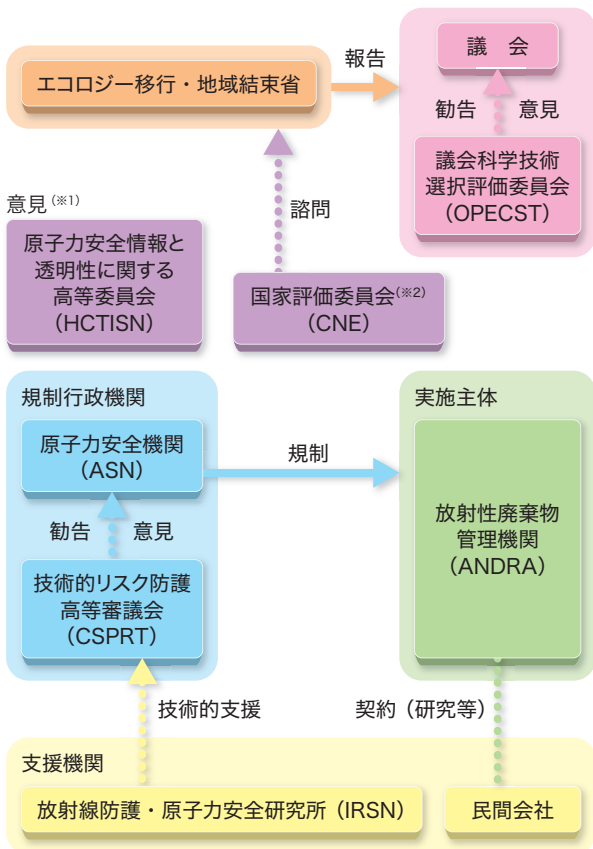 議　会
報告
エコロジー移行・地域結束省
勧告
意見
議会科学技術
選択評価委員会
(OPECST)
意見(※1)
諮問
原子力安全情報と
透明性に関する
高等委員会
(HCTISN)
国家評価委員会(※2)
(CNE)
規制行政機関
実施主体
原子力安全機関
(ASN)
規制
勧告
意見
放射性廃棄物
管理機関
(ANDRA)
技術的リスク防護
高等審議会
(CSPRT)
技術的支援
契約(研究等)
支援機関
放射線防護・原子力安全研究所(IRSN)
民間会社